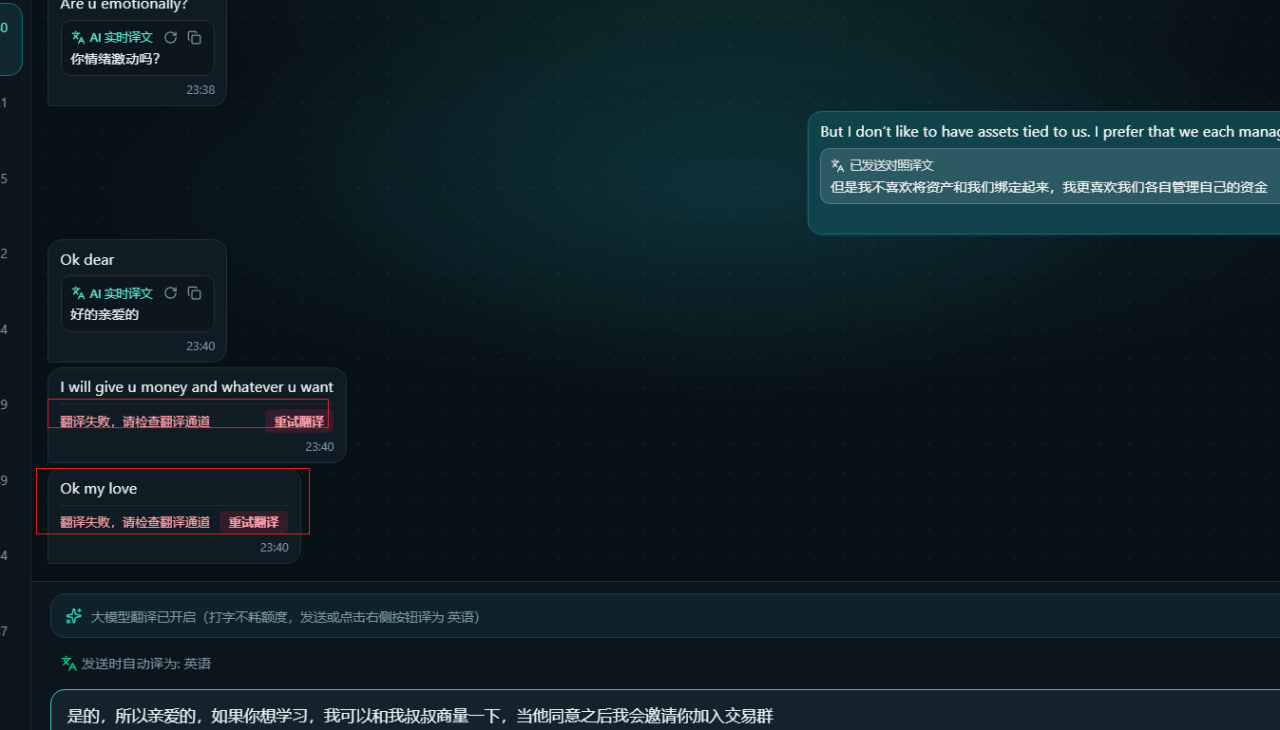 Are u emotionally?
AI 实时译文
你情绪激动吗?
23:38
But I don't like to have assets tied to us. I prefer that we each
已发送对照译文
但是我不喜欢将资产和我们绑定起来，我更喜欢我们各自管理自己的资金
Ok dear
AI 实时译文
好的亲爱的
23:40
I will give u money and whatever u want
翻译失败，请检查翻译通道 重试翻译
23:40
Ok my love
翻译失败，请检查翻译通道 重试翻译
23:40
大模型翻译已开启（打字不耗额度，发送或点击右侧按钮译为 英语）
发送时自动译为: 英语
是的，所以亲爱的，如果你想学习，我可以和我叔叔商量一下，当他同意之后我会邀请你加入交易群